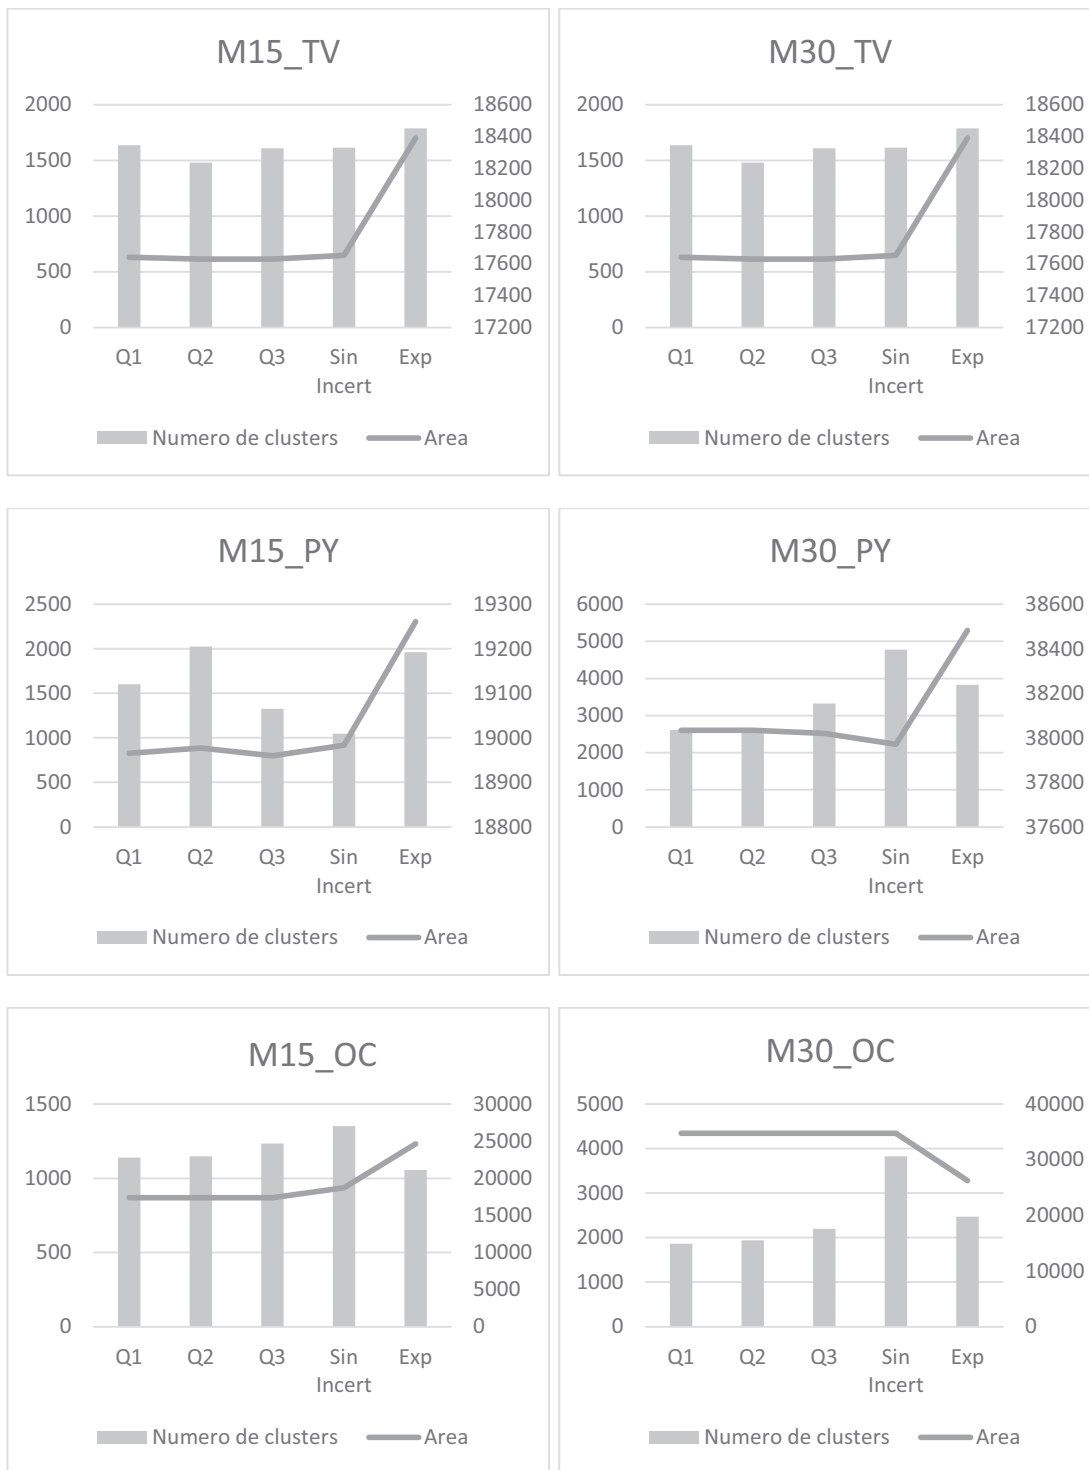 M15_TV
2000 18600
18400
1500 18200
18000
1000 17800
17600
500 17400
0 17200
Q1 Q2 Q3 Sin Exp
Incert
Numero de clusters Area
M30_TV
2000 18600
18400
1500 18200
18000
1000 17800
17600
500 17400
0 17200
Q1 Q2 Q3 Sin Exp
Incert
Numero de clusters Area
M15_PY
2500 19300
2000 19200
1500 19100
1000 19000
500 18900
0 18800
Q1 Q2 Q3 Sin Exp
Incert
Numero de clusters Area
M30_PY
6000 38600
5000 38400
4000 38200
3000 38000
2000 37800
1000
0 37600
Q1 Q2 Q3 Sin Exp
Incert
Numero de clusters Area
M15_OC
1500 30000
25000
1000 20000
15000
500 10000
5000
0 0
Q1 Q2 Q3 Sin Exp
Incert
Numero de clusters Area
M30_OC
5000 40000
4000 30000
3000
2000 20000
1000 10000
0 0
Q1 Q2 Q3 Sin Exp
Incert
Numero de clusters Area